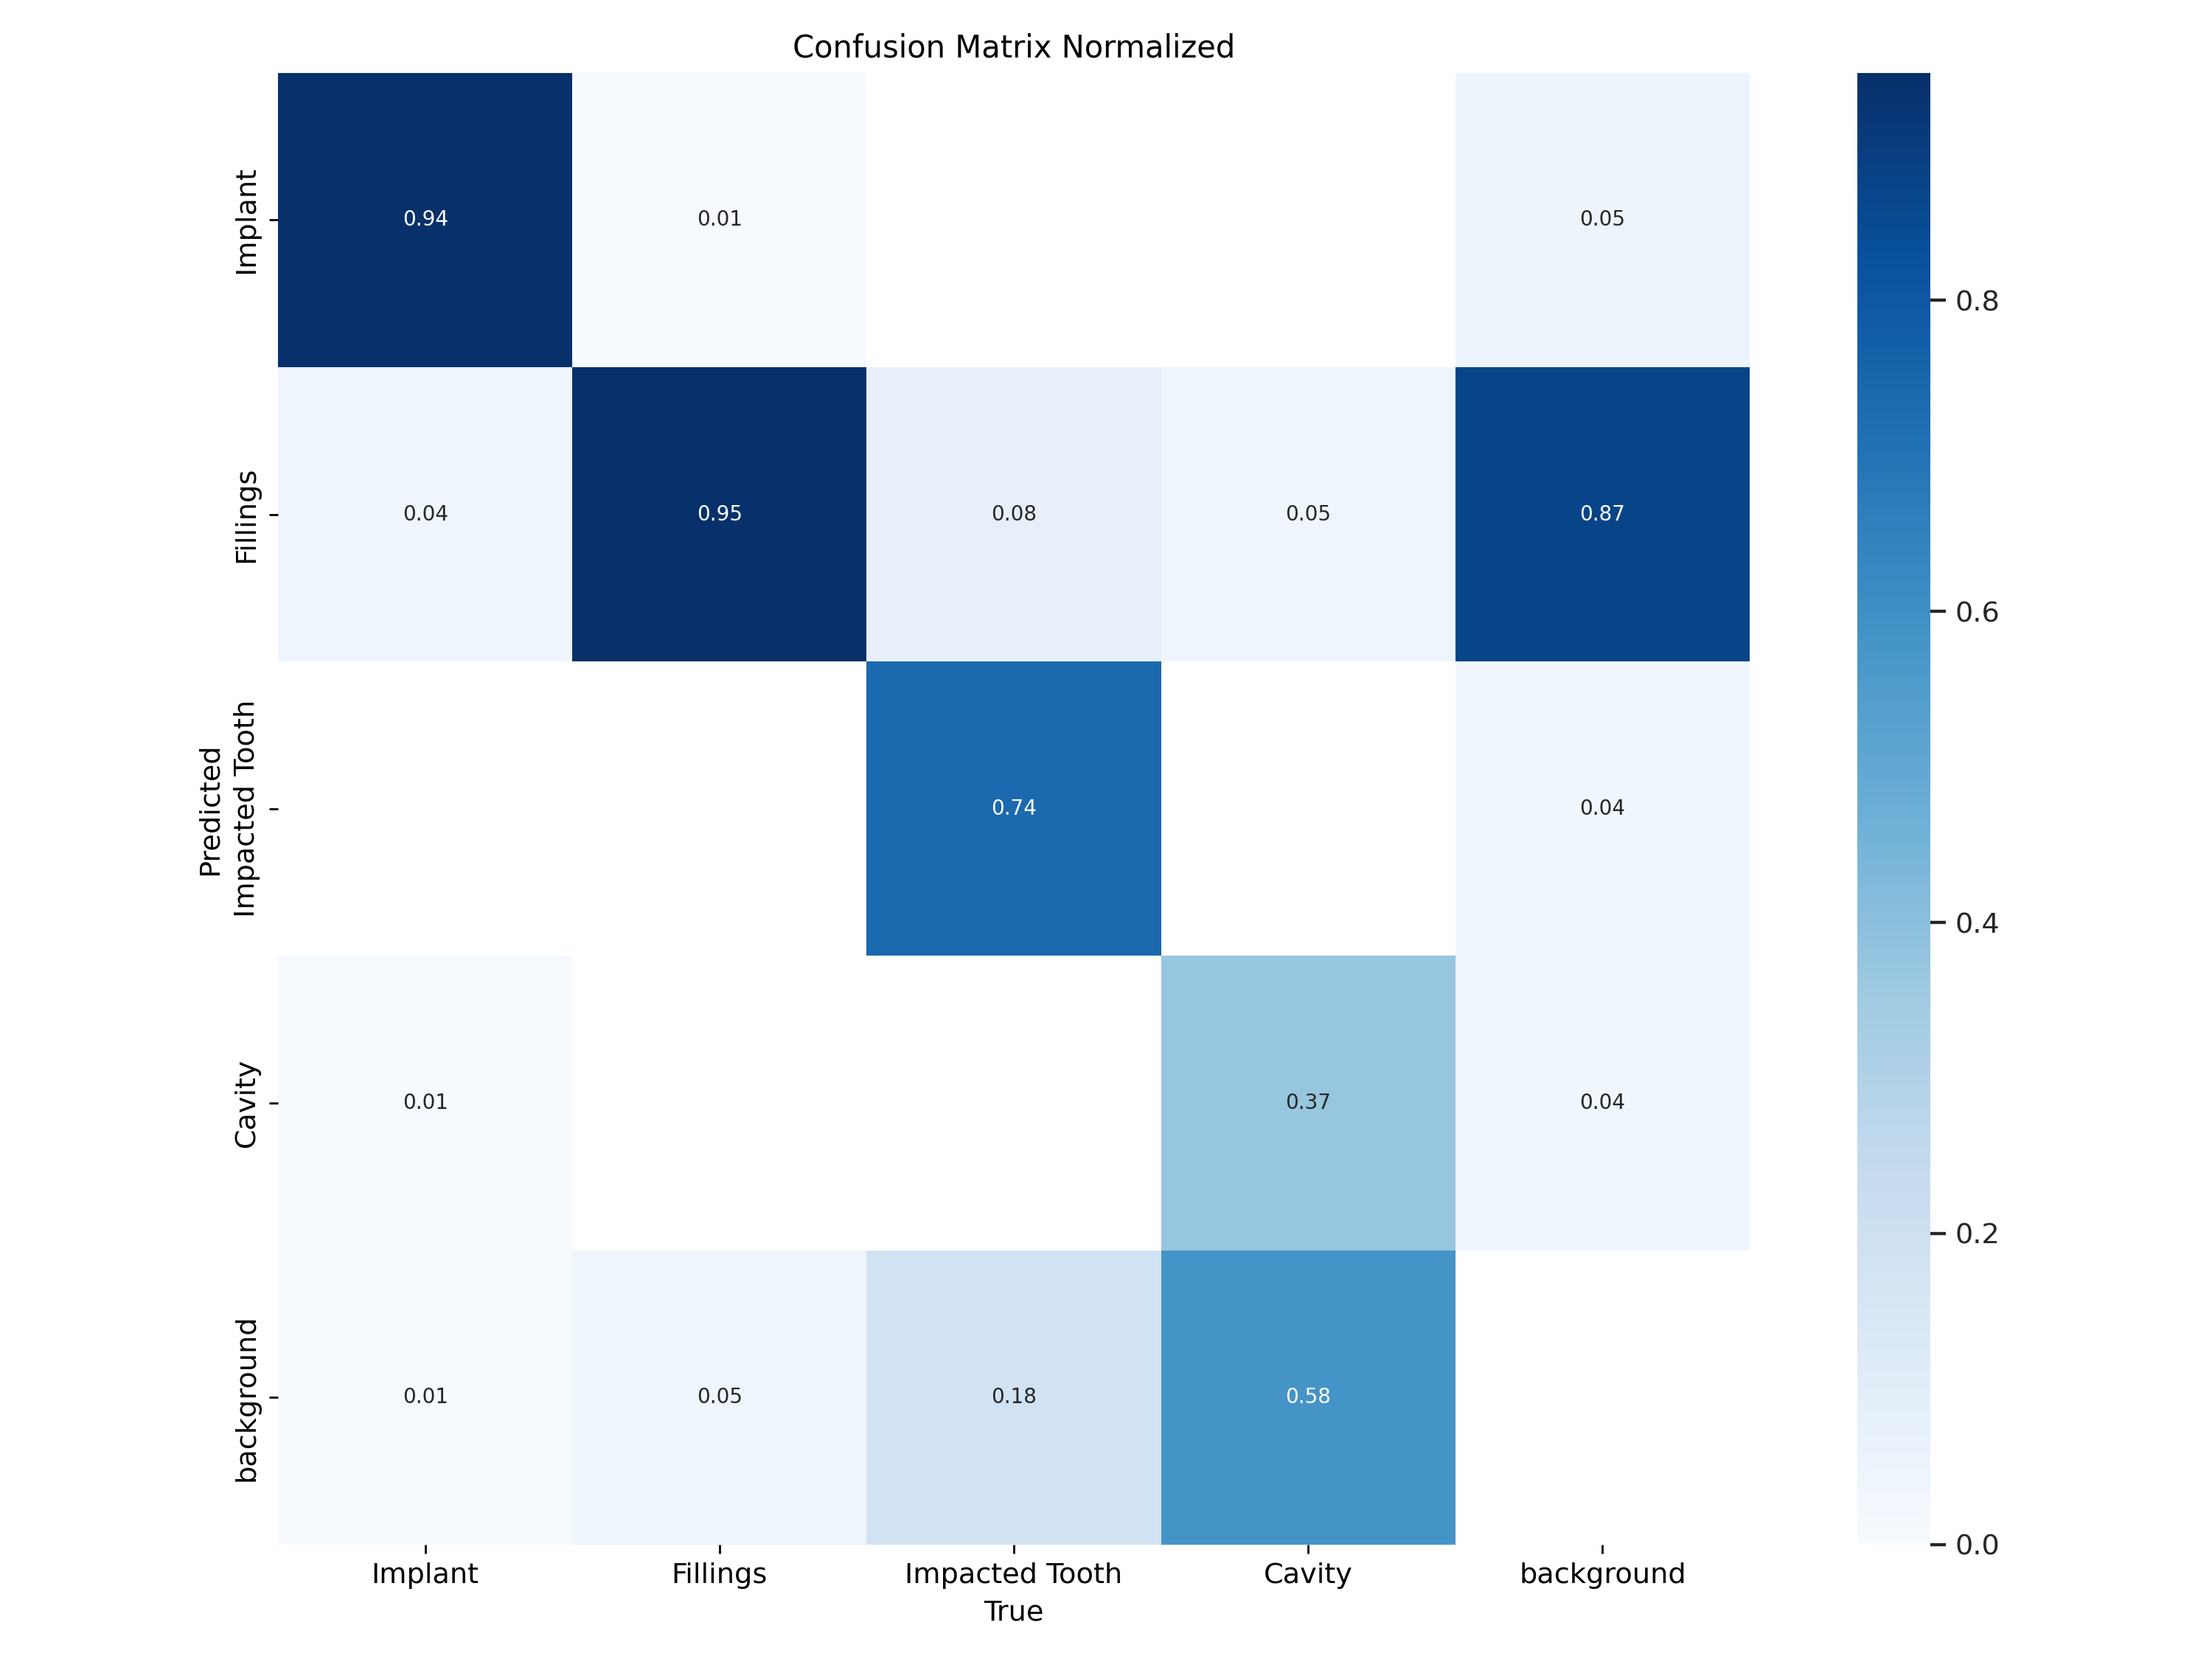 Confusion Matrix Normalized
Implant
0.94
0.01
0.05
Fillings
0.04
0.95
0.08
0.05
0.87
Predicted
Impacted Tooth
0.74
0.04
Cavity
0.01
0.37
0.04
background
0.01
0.05
0.18
0.58
Implant
Fillings
Impacted Tooth
Cavity
background
True
0.8
0.6
0.4
0.2
0.0